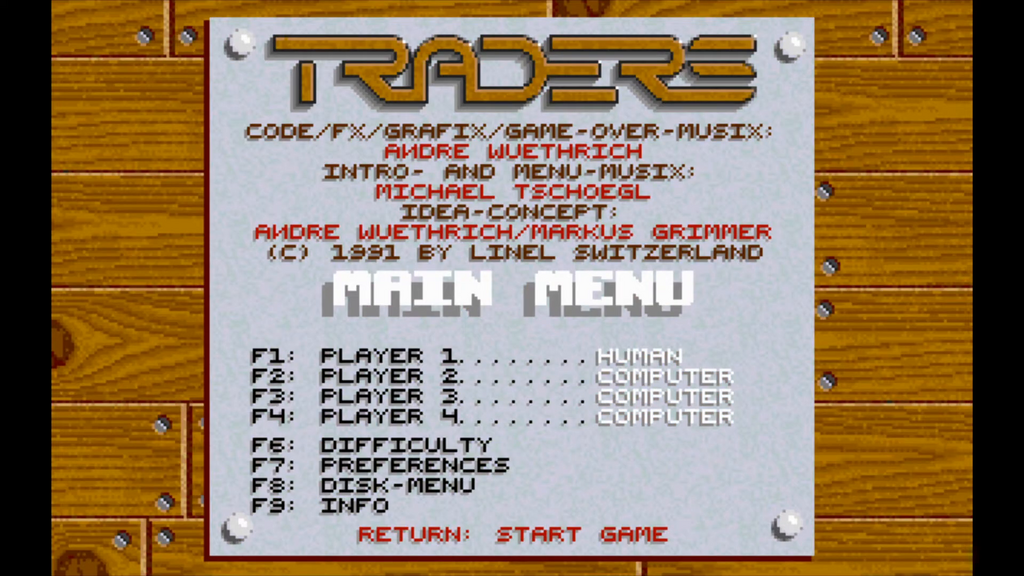 TRADERS
CODE/FX/GRAFIX/GAME-OVER-MUSIX:
ANDRE WUETHRICH
INTRO- AND MENU-MUSIX:
MICHAEL TSCHOEGL
IDEA-CONCEPT:
ANDRE WUETHRICH/MARKUS GRIMMER
(C) 1991 BY LINEL SWITZERLAND
MAIN MENU
F1: PLAYER 1........HUMAN
F2: PLAYER 2........COMPUTER
F3: PLAYER 3........COMPUTER
F4: PLAYER 4........COMPUTER
F6: DIFFICULTY
F7: PREFERENCES
F8: DISK-MENU
F9: INFO
RETURN: START GAME